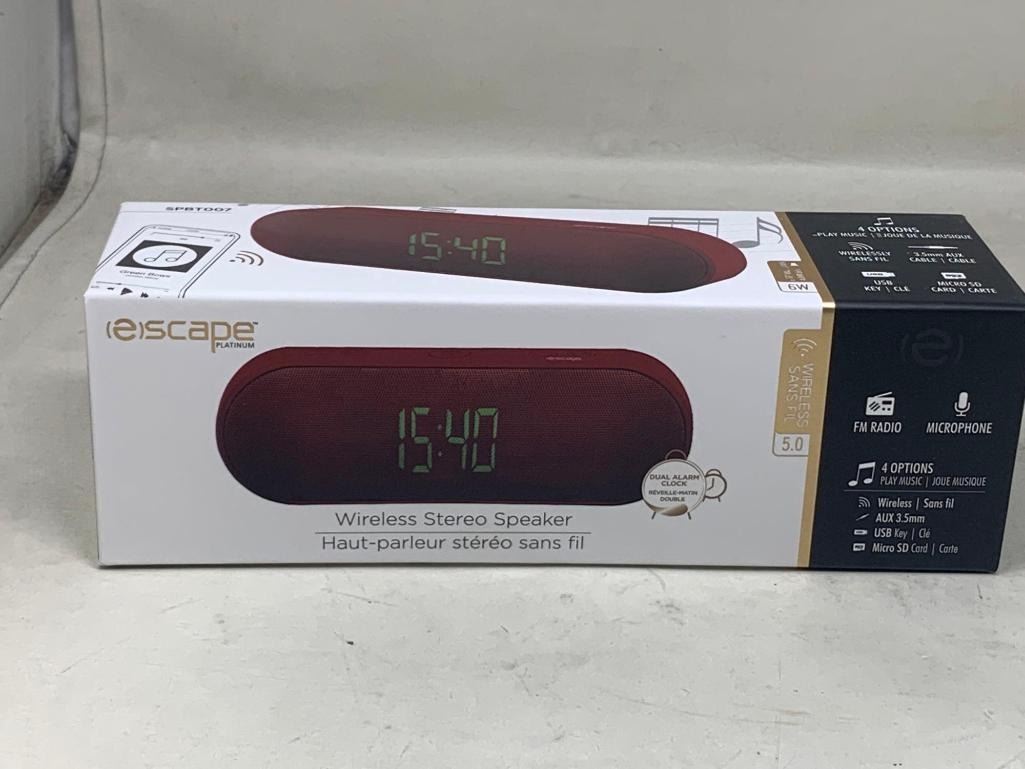 SPBT007
Green Bows
15:40
6W
4 OPTIONS
PLAY MUSIC | JOUE DE LA MUSIQUE
WIRELESSLY
SANS FIL
3.5mm AUX
CABLE / CÂBLE
USB
KEY | CLÉ
MICRO SD
CARD | CARTE
(e)scape™
PLATINUM
escape
15:40
DUAL ALARM
CLOCK
RÉVEILLE-MATIN
DOUBLE
Wireless Stereo Speaker
Haut-parleur stéréo sans fil
WIRELESS
SANS FIL
5.0
(e)
FM RADIO
MICROPHONE
4 OPTIONS
PLAY MUSIC | JOUE MUSIQUE
Wireless | Sans fil
AUX 3.5mm
USB Key | Clé
Micro SD Card | Carte